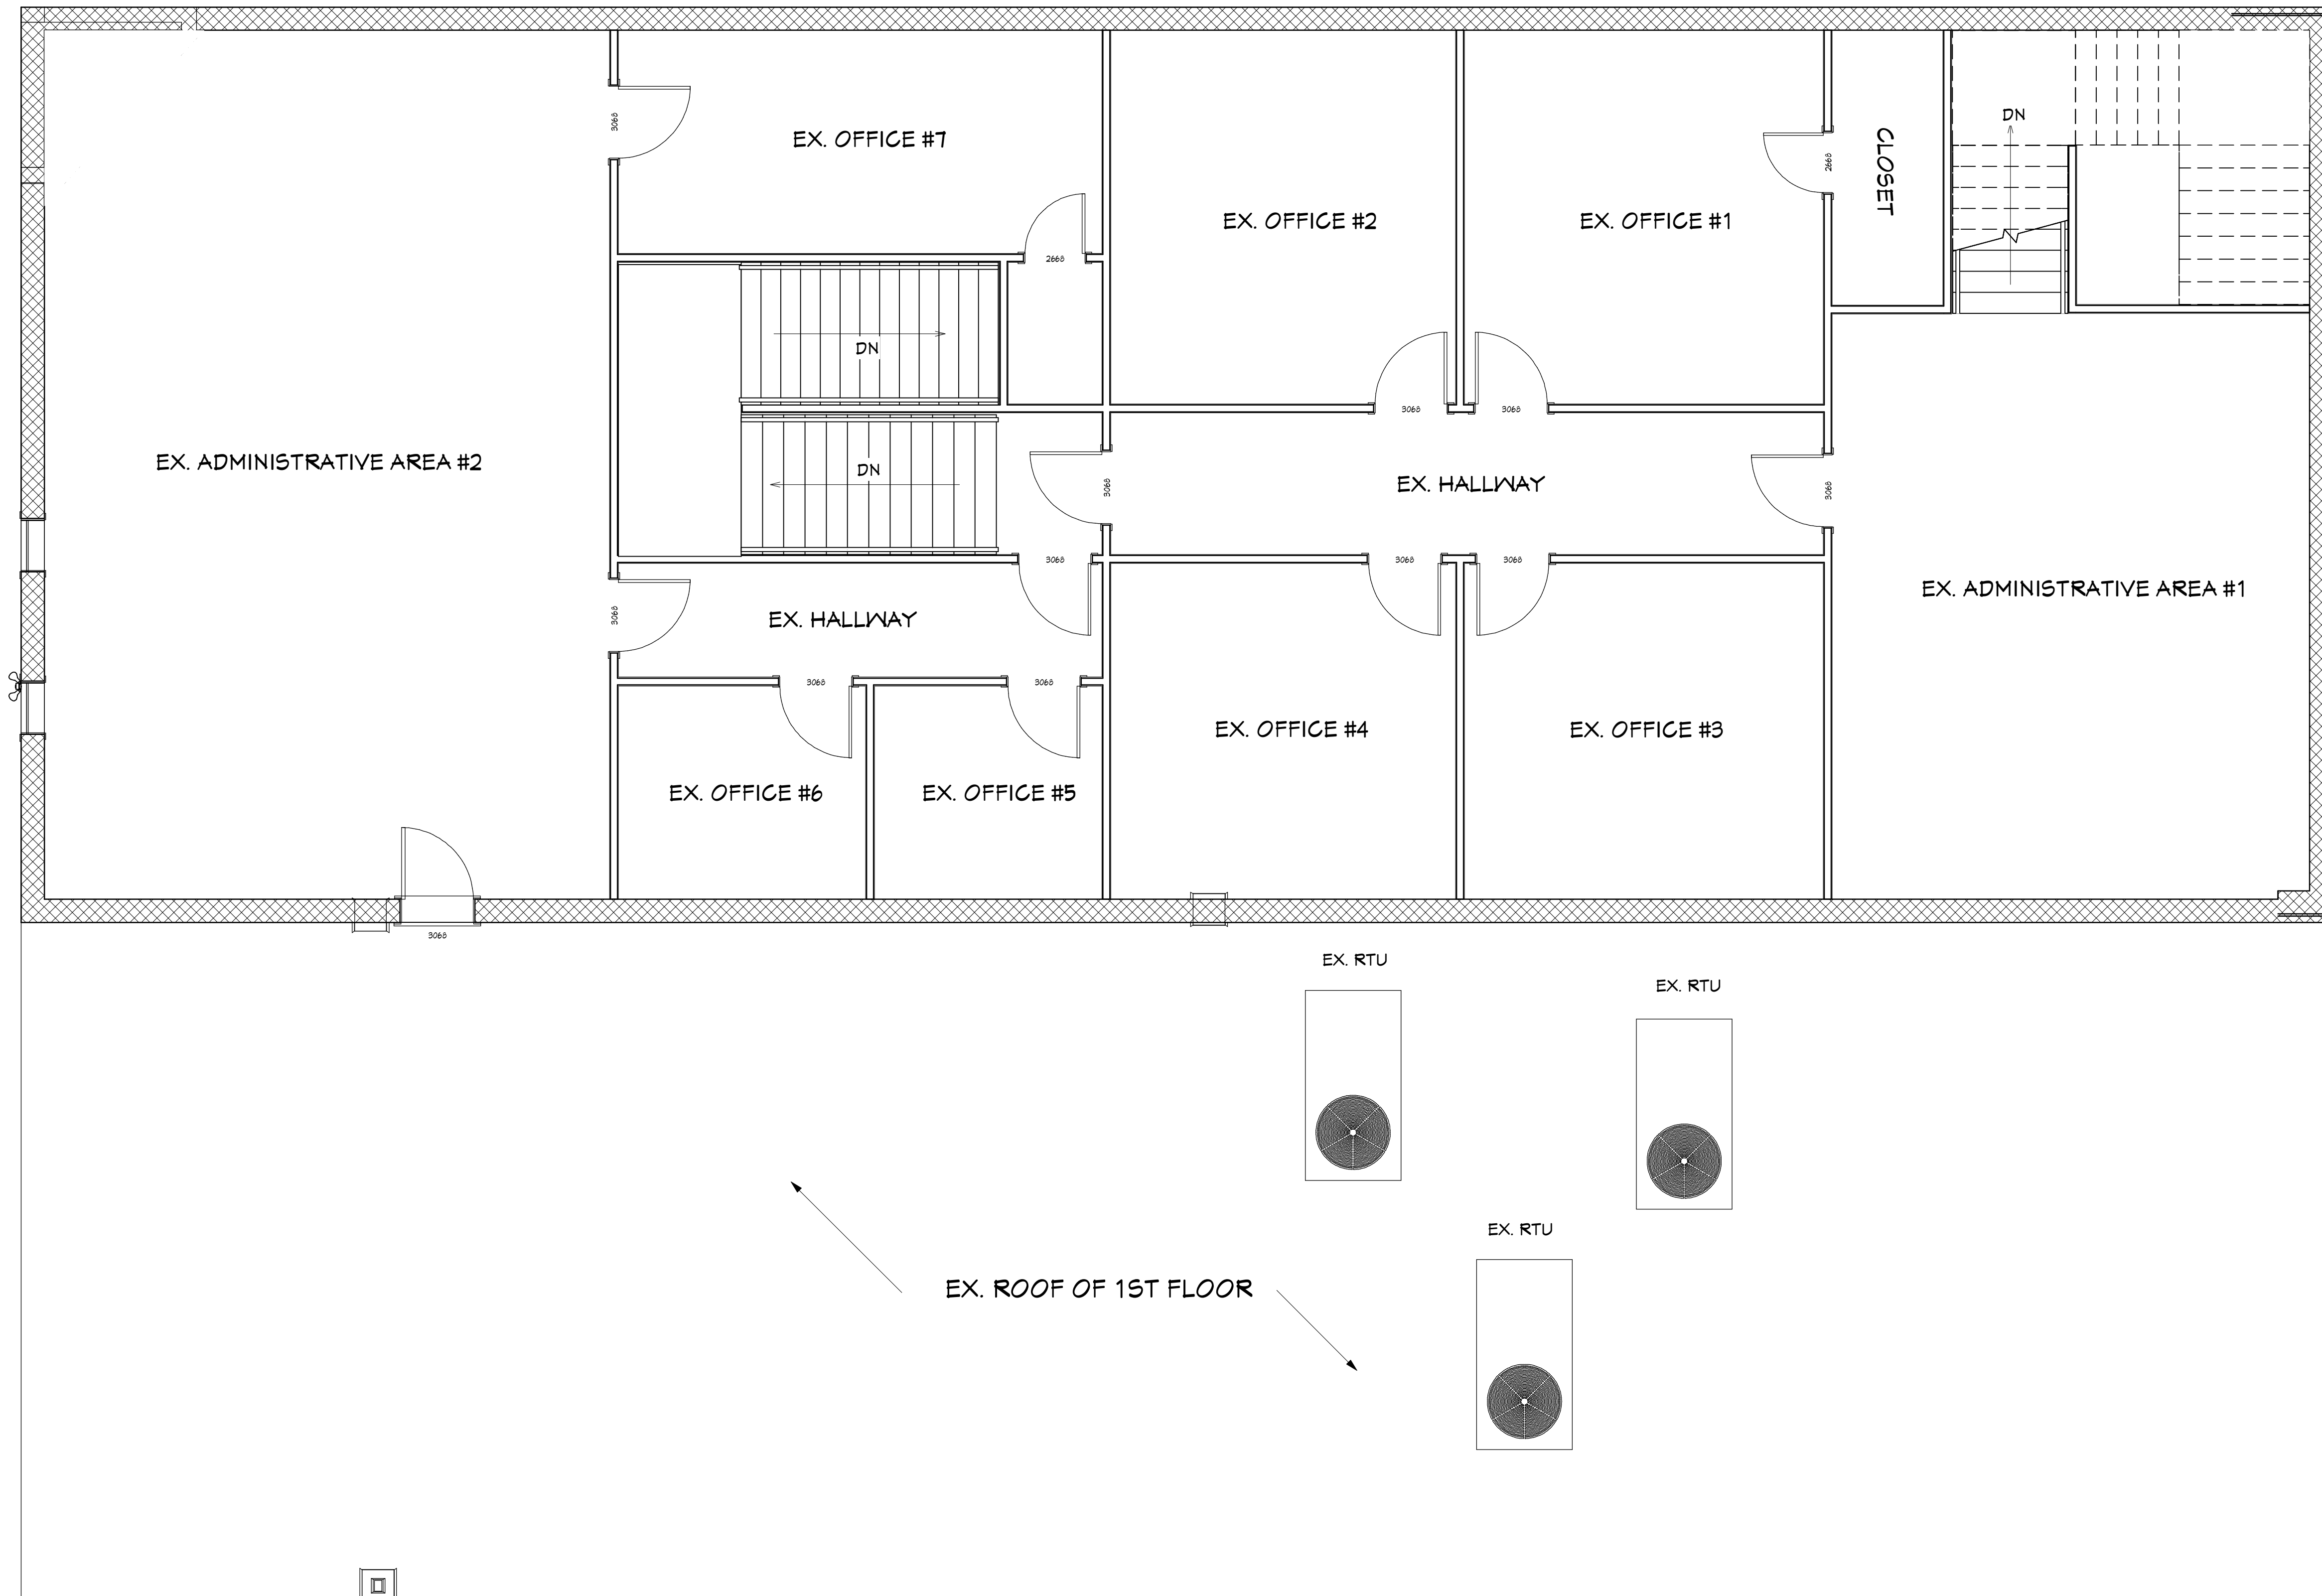 DN
3068
EX. OFFICE #7
CLOSET
2668
EX. OFFICE #2
EX. OFFICE #1
2668
DN
3068
3068
EX. ADMINISTRATIVE AREA #2
DN
EX. HALLWAY
3068
3068
3068
3068
3068
EX. ADMINISTRATIVE AREA #1
3068
EX. HALLWAY
3068
3068
EX. OFFICE #4
EX. OFFICE #3
EX. OFFICE #6
EX. OFFICE #5
3068
EX. RTU
EX. RTU
EX. RTU
EX. ROOF OF 1ST FLOOR